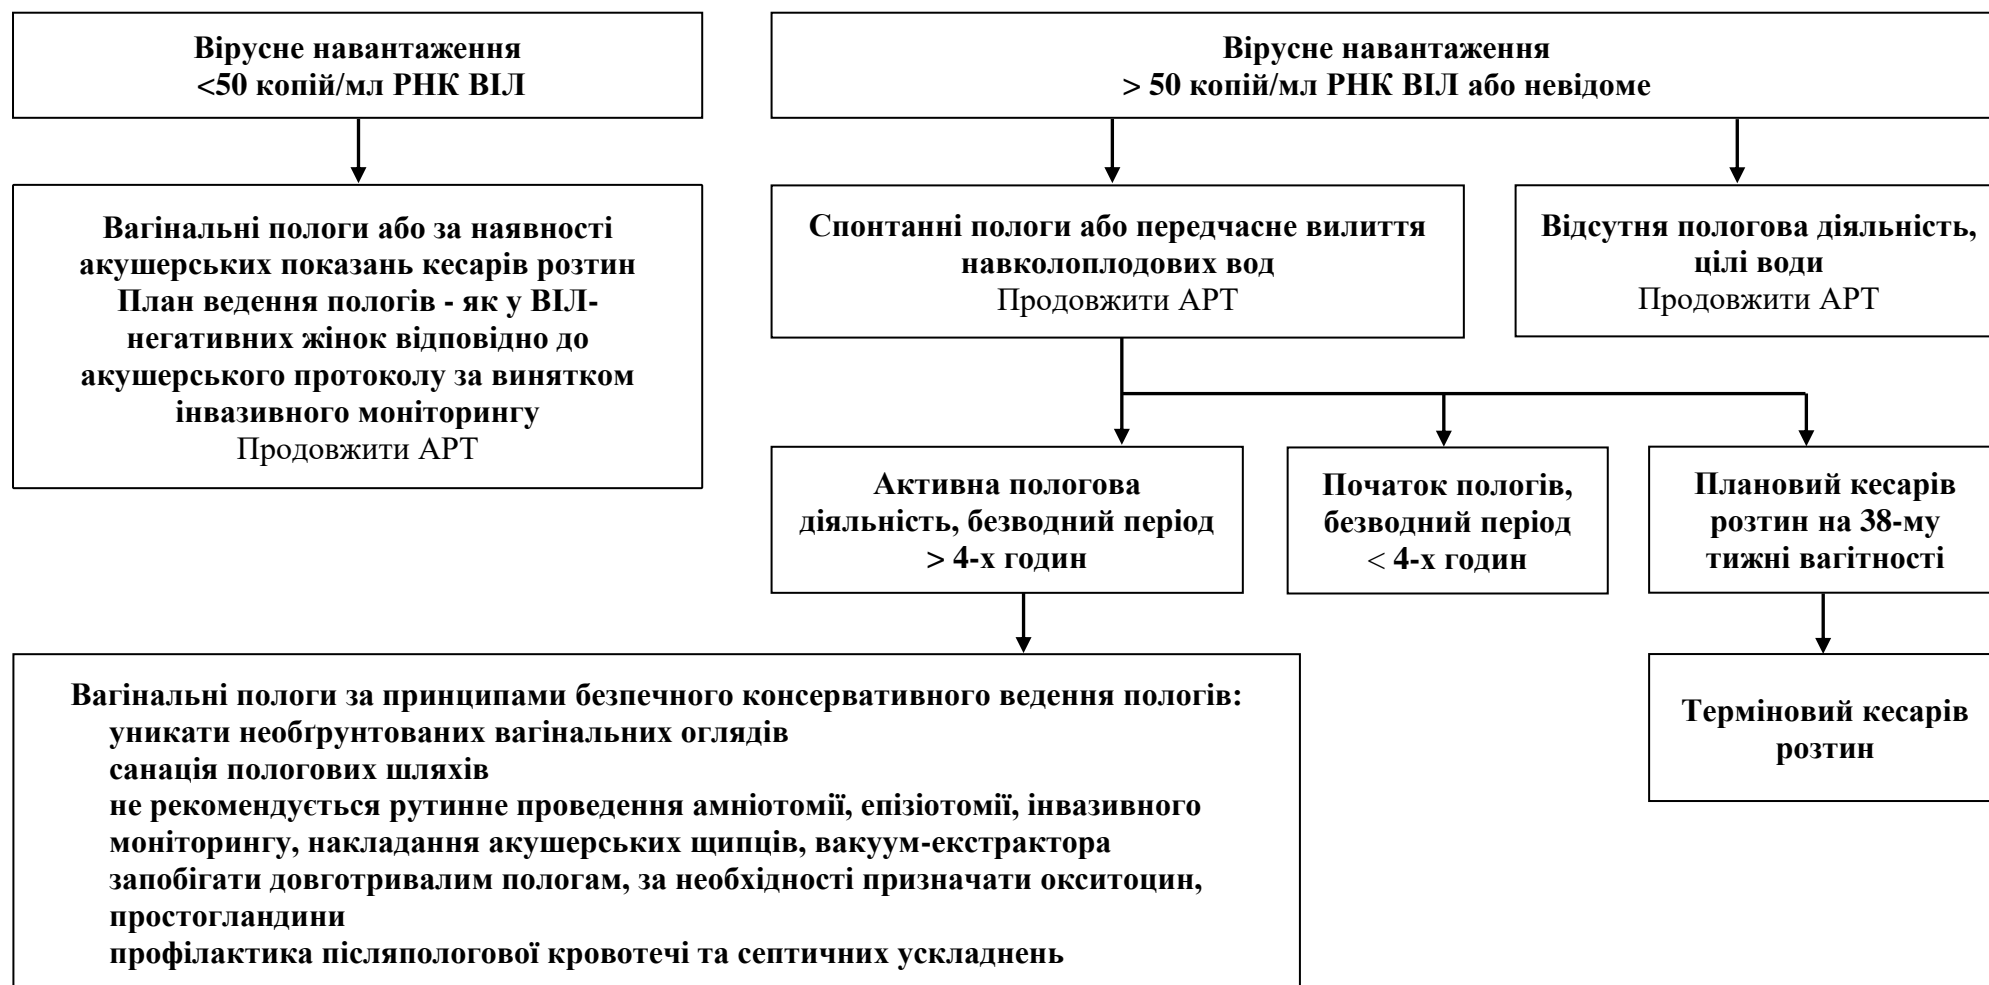 Вірусне навантаження
<50 копій/мл РНК ВІЛ
Вірусне навантаження
> 50 копій/мл РНК ВІЛ або невідоме
Вагінальні пологи або за наявності
акушерських показань кесарів розтин
План ведення пологів - як у ВІЛ-
негативних жінок відповідно до
акушерського протоколу за винятком
інвазивного моніторингу
Продовжити АРТ
Спонтанні пологи або передчасне вилиття
навколоплодових вод
Продовжити АРТ
Відсутня пологова діяльність,
цілі води
Продовжити АРТ
Активна пологова
діяльність, безводний період
> 4-х годин
Початок пологів,
безводний період
< 4-х годин
Плановий кесарів
розтин на 38-му
тижні вагітності
Вагінальні пологи за принципами безпечного консервативного ведення пологів:
уникати необґрунтованих вагінальних оглядів
санація пологових шляхів
не рекомендується рутинне проведення амніотомії, епізіотомії, інвазивного
моніторингу, накладання акушерських щипців, вакуум-екстрактора
запобігати довготривалим пологам, за необхідності призначати окситоцин,
простогландини
профілактика післяпологової кровотечі та септичних ускладнень
Терміновий кесарів
розтин